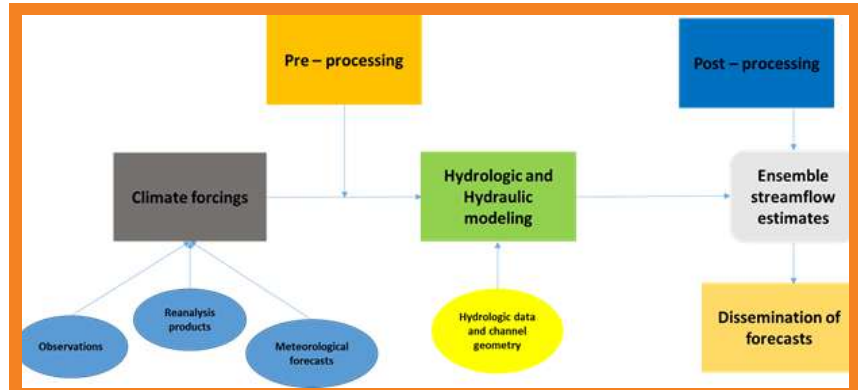 Pre – processing
Post – processing
Climate forcings
Hydrologic and
Hydraulic
modeling
Ensemble
streamflow
estimates
Observations
Reanalysis
products
Meteorological
forecasts
Hydrologic data
and channel
geometry
Dissemination of
forecasts